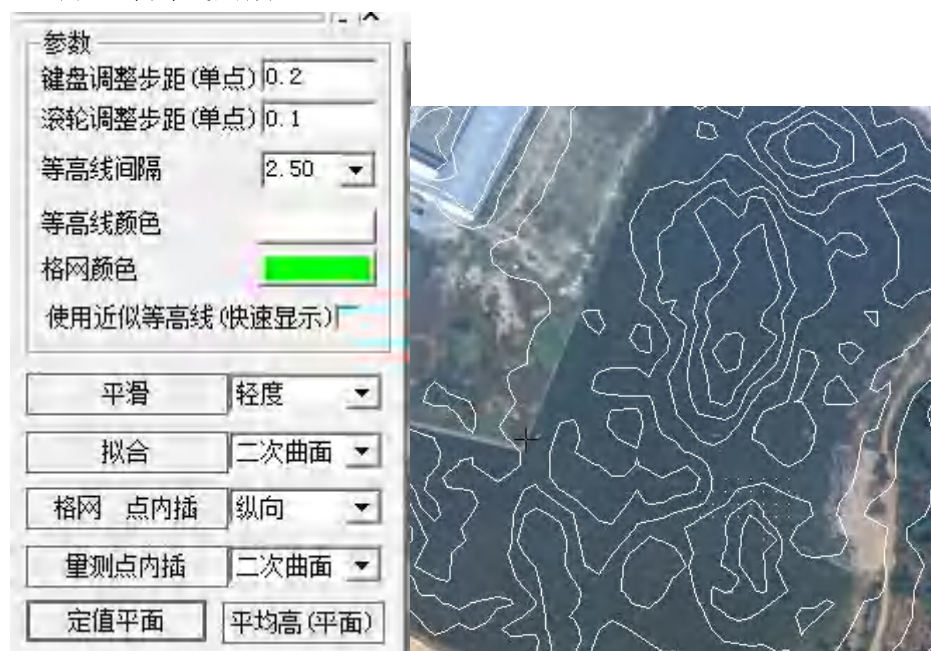 参数
键盘调整步距(单点) 0.2
滚轮调整步距(单点) 0.1
等高线间隔 2.50
等高线颜色
格网颜色
使用近似等高线(快速显示)
平滑 轻度
拟合 二次曲面
格网 点内插 纵向
量测点内插 二次曲面
定值平面 平均高(平面)